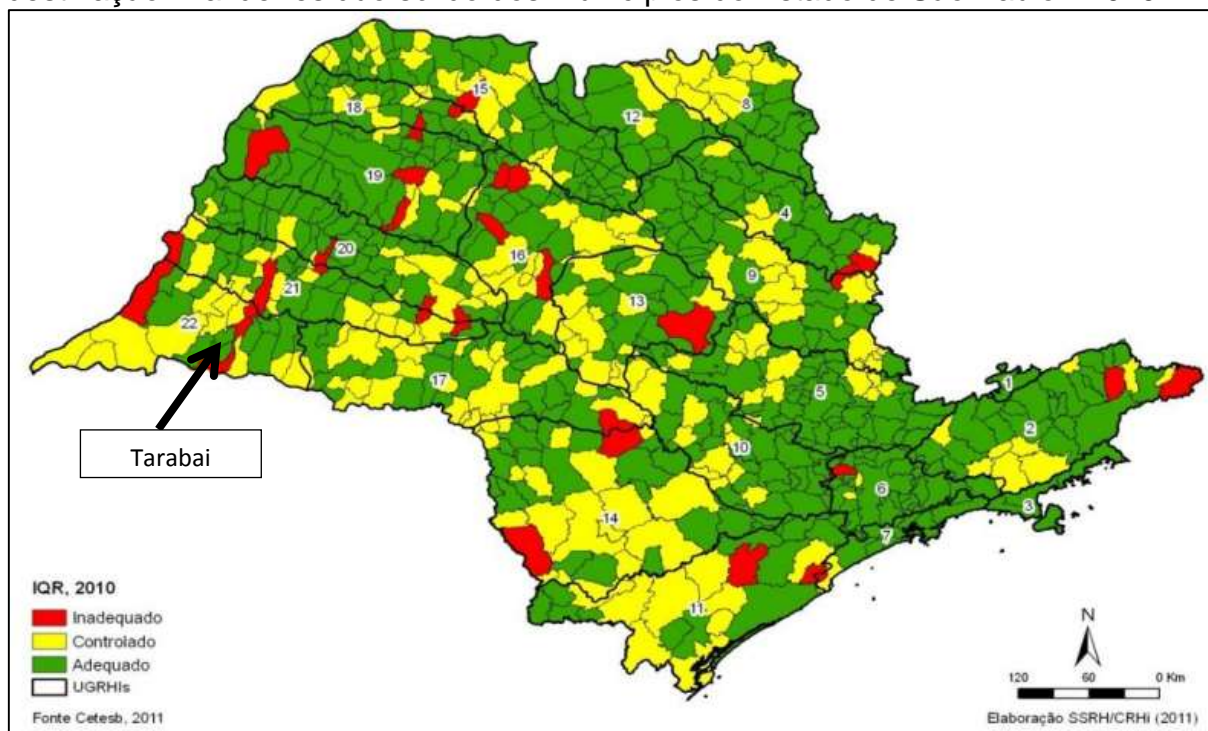 15
8
18
12
19
4
20
16
9
21
13
22
17
5
1
2
10
6
3
14
7
11
Tarabai
IQR, 2010
Inadequado
Controlado
Adequado
UGRHIs
Fonte Cetesb, 2011
N
120 60 0 Km
Elaboração SSRH/CRHi (2011)